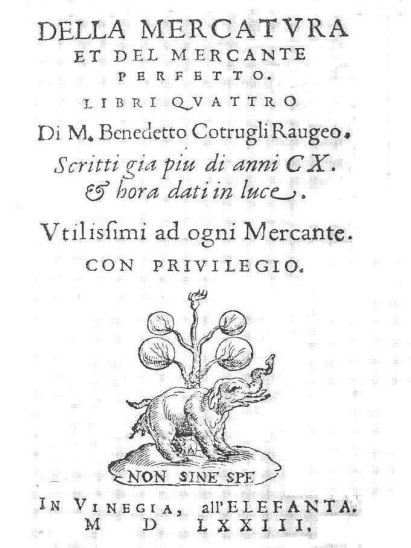 DELLA MERCATVRA
ET DEL MERCANTE
PERFETTO.
LIBRI QVATTRO
Di M. Benedetto Cotrugli Raugeo.
Scritti gia piu di anni CX.
& hora dati in luce.
Vtilissimi ad ogni Mercante.
CON PRIVILEGIO.
NON SINE SPE
IN VINEGIA, all'ELEFANTA.
M D LXXIII.